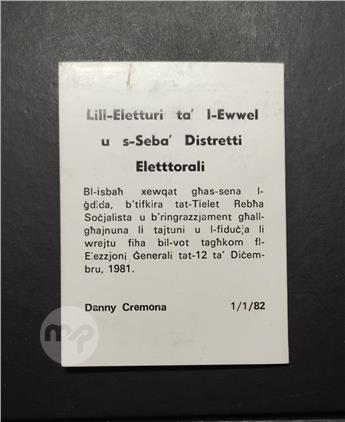 Lill-Eletturi ta' l-Ewwel
u s-Seba' Distretti
Eletttorali
Bl-isbaħ xewqat għas-sena l-
ġdida, b'tifkira tat-Tielet Rebħa
Soċjalista u b'ringrazzjament għall-
għajnuna li tajtuni u l-fiduċja li
wrejtu fiha bil-vot tagħkom fl-
Elezzjoni Ġenerali tat-12 ta' Diċem-
bru, 1981.
Danny Cremona 1/1/82
mp